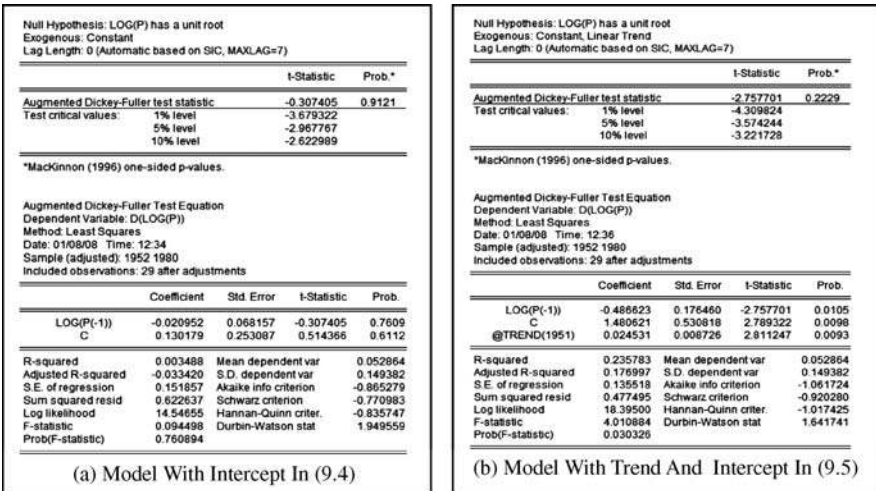 Null Hypothesis: LOG(P) has a unit root
Exogenous: Constant
Lag Length: 0 (Automatic based on SIC, MAXLAG=7)
t-Statistic Prob.*
Augmented Dickey-Fuller test statistic -0.307405 0.9121
Test critical values: 1% level -3.679322
5% level -2.967767
10% level -2.622989
*MacKinnon (1996) one-sided p-values.
Augmented Dickey-Fuller Test Equation
Dependent Variable: D(LOG(P))
Method: Least Squares
Date: 01/08/08 Time: 12:34
Sample (adjusted): 1952 1980
Included observations: 29 after adjustments
Coefficient Std. Error t-Statistic Prob.
LOG(P(-1)) -0.020952 0.068157 -0.307405 0.7609
C 0.130179 0.253087 0.514366 0.6112
R-squared 0.003488 Mean dependent var 0.052864
Adjusted R-squared -0.033420 S.D. dependent var 0.149382
S.E. of regression 0.151857 Akaike info criterion -0.865279
Sum squared resid 0.622637 Schwarz criterion -0.770983
Log likelihood 14.54655 Hannan-Quinn criter. -0.835747
F-statistic 0.094498 Durbin-Watson stat 1.949559
Prob(F-statistic) 0.760894
(a) Model With Intercept In (9.4)
Null Hypothesis: LOG(P) has a unit root
Exogenous: Constant, Linear Trend
Lag Length: 0 (Automatic based on SIC, MAXLAG=7)
t-Statistic Prob.*
Augmented Dickey-Fuller test statistic -2.757701 0.2229
Test critical values: 1% level -4.309824
5% level -3.574244
10% level -3.221728
*MacKinnon (1996) one-sided p-values.
Augmented Dickey-Fuller Test Equation
Dependent Variable: D(LOG(P))
Method: Least Squares
Date: 01/08/08 Time: 12:36
Sample (adjusted): 1952 1980
Included observations: 29 after adjustments
Coefficient Std. Error t-Statistic Prob.
LOG(P(-1)) -0.486623 0.176460 -2.757701 0.0105
C 1.480621 0.530818 2.789322 0.0098
@TREND(1951) 0.024531 0.008726 2.811247 0.0093
R-squared 0.235783 Mean dependent var 0.052864
Adjusted R-squared 0.176997 S.D. dependent var 0.149382
S.E. of regression 0.135518 Akaike info criterion -1.061724
Sum squared resid 0.477495 Schwarz criterion -0.920280
Log likelihood 18.39500 Hannan-Quinn criter. -1.017425
F-statistic 4.010884 Durbin-Watson stat 1.641741
Prob(F-statistic) 0.030326
(b) Model With Trend And Intercept In (9.5)